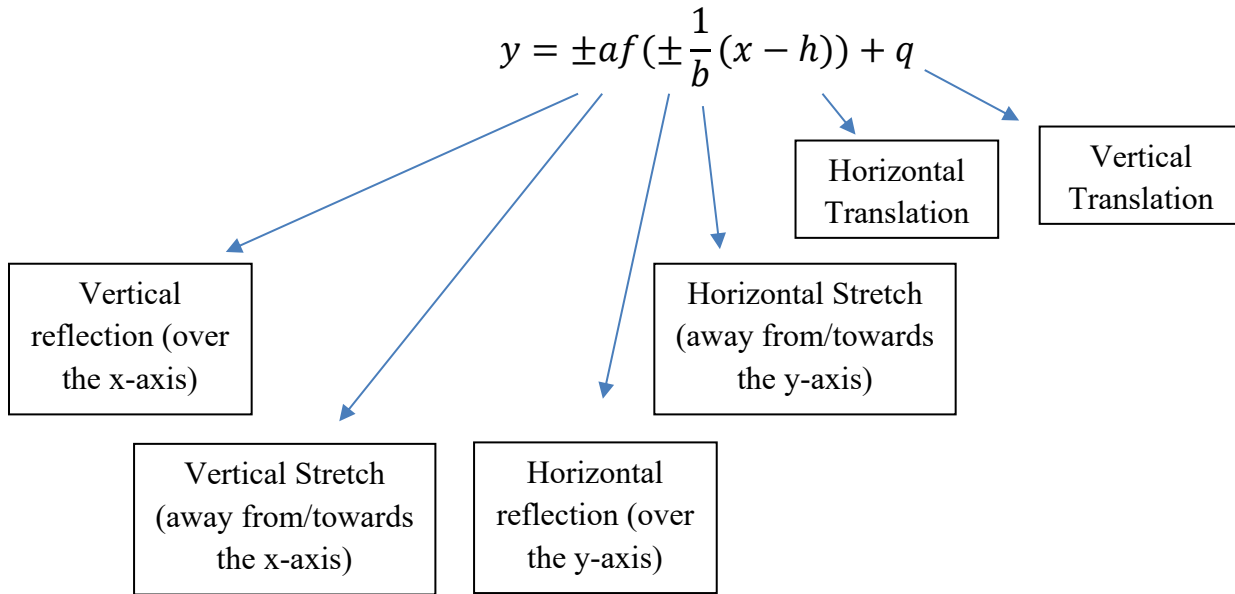 y = ±af(±1/b(x − h)) + q
Horizontal
Translation
Vertical
Translation
Vertical
reflection (over
the x-axis)
Horizontal Stretch
(away from/towards
the y-axis)
Vertical Stretch
(away from/towards
the x-axis)
Horizontal
reflection (over
the y-axis)